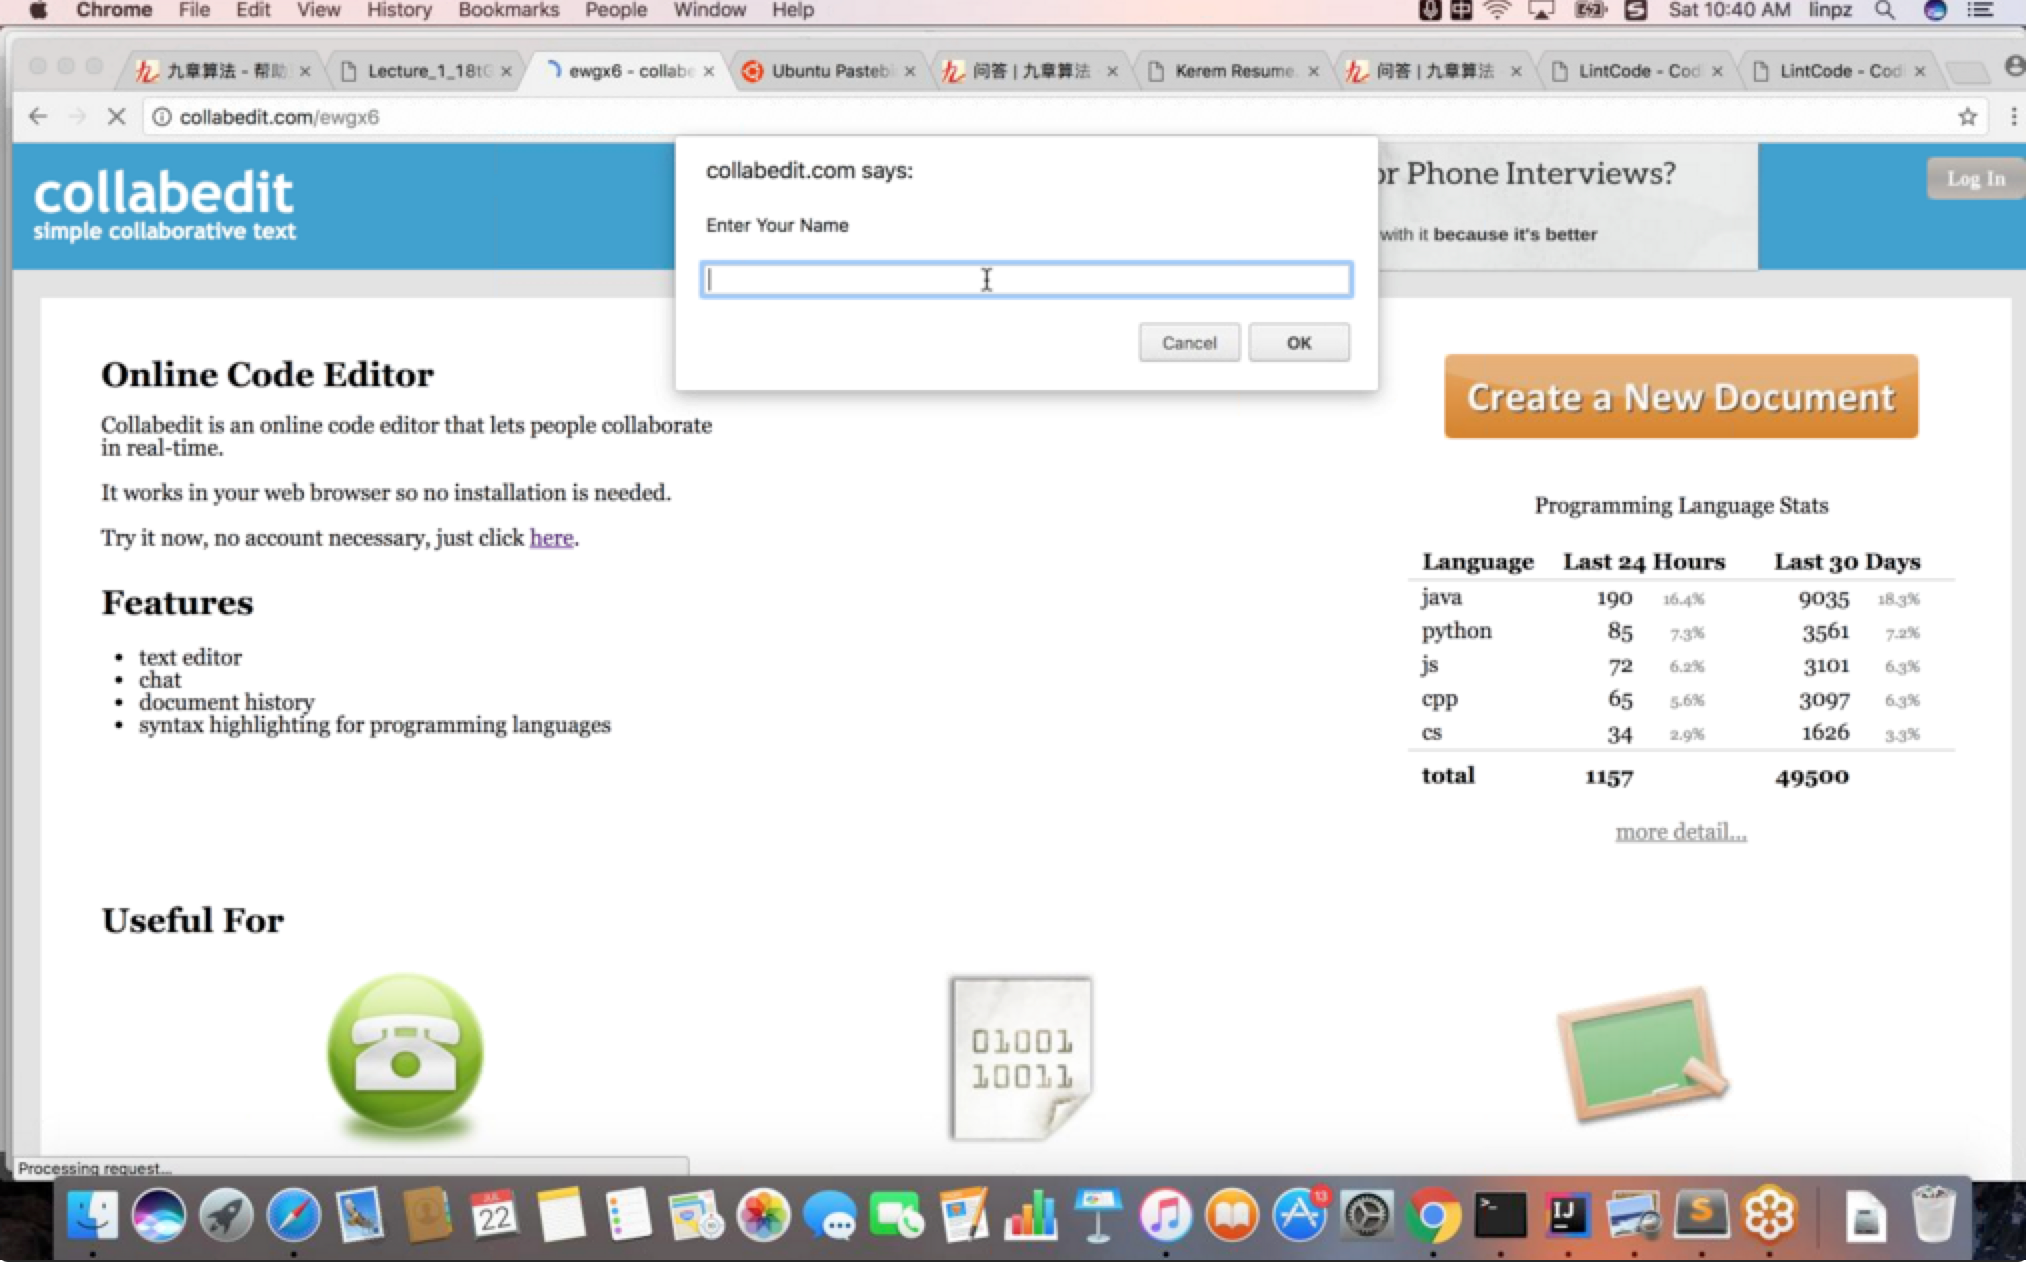 Chrome File Edit View History Bookmarks People Window Help Sat 10:40 AM linpz
九章算法 - 帮助 Lecture_1_18t ewgx6 - collabe Ubuntu Pasteb 问答 | 九章算法 Kerem Resume. 问答 | 九章算法 LintCode - Cod LintCode - Cod
collabedit.com/ewgx6
collabedit
simple collaborative text
collabedit.com says:
Enter Your Name
Cancel OK
or Phone Interviews?
with it because it's better
Log In
Online Code Editor
Collabedit is an online code editor that lets people collaborate
in real-time.
It works in your web browser so no installation is needed.
Try it now, no account necessary, just click here.
Features
• text editor
• chat
• document history
• syntax highlighting for programming languages
Create a New Document
Programming Language Stats
Language Last 24 Hours Last 30 Days
java 190 16.4% 9035 18.3%
python 85 7.3% 3561 7.2%
js 72 6.2% 3101 6.3%
cpp 65 5.6% 3097 6.3%
cs 34 2.9% 1626 3.3%
total 1157 49500
more detail...
Useful For
01001
10011
Processing request...
JUL
22
13
IJ
S